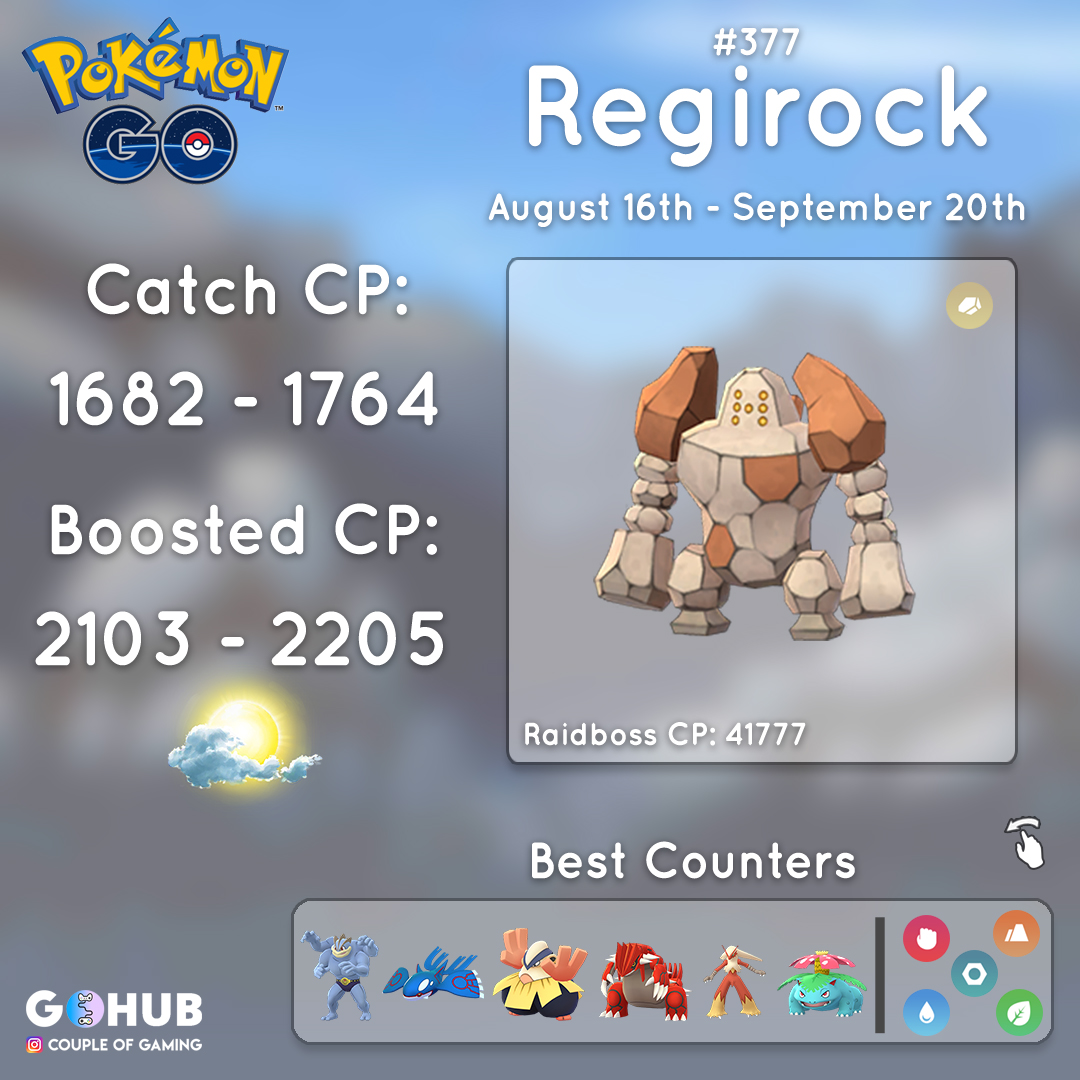 POKÉMON
GO
TM
#377
Regirock
August 16th - September 20th
Catch CP:
1682 - 1764
Boosted CP:
2103 - 2205
Raidboss CP: 41777
Best Counters
GOHUB
COUPLE OF GAMING